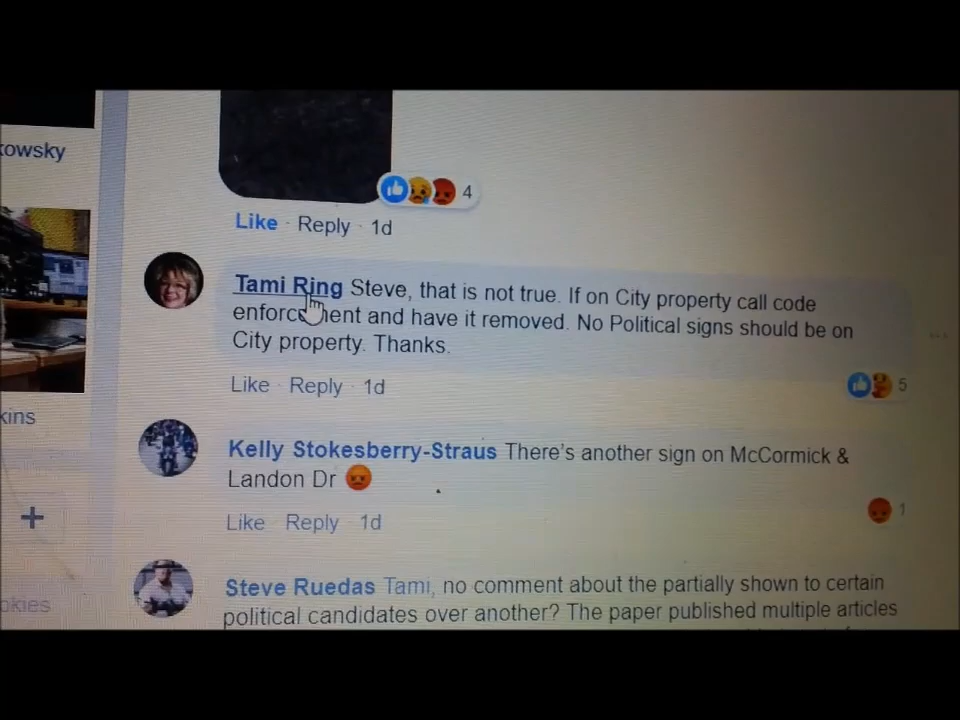 kowsky
4
Like · Reply · 1d
Tami Ring Steve, that is not true. If on City property call code
enforcement and have it removed. No Political signs should be on
City property. Thanks.
Like · Reply · 1d
5
kins
Kelly Stokesberry-Straus There's another sign on McCormick &
Landon Dr 😡
Like · Reply · 1d
1
okies
Steve Ruedas Tami, no comment about the partially shown to certain
political candidates over another? The paper published multiple articles